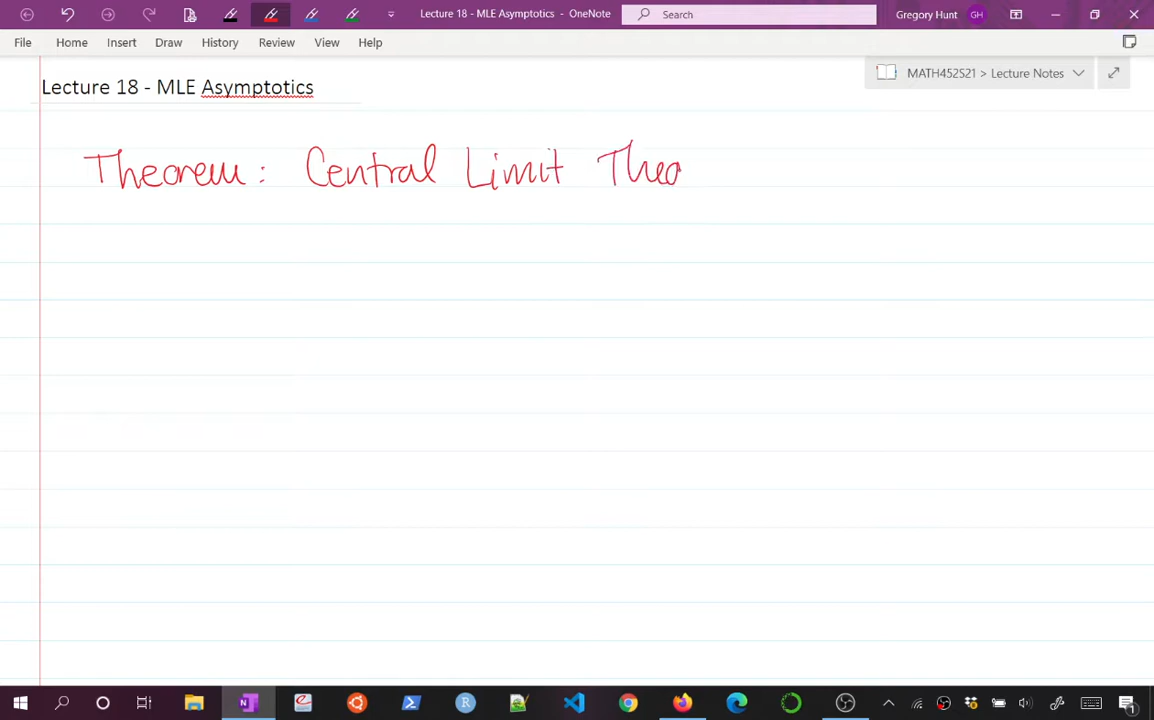 Lecture 18 - MLE Asymptotics - OneNote
Search
Gregory Hunt
GH
File Home Insert Draw History Review View Help
MATH452S21 > Lecture Notes
Lecture 18 - MLE Asymptotics
Theorem: Central Limit Theo